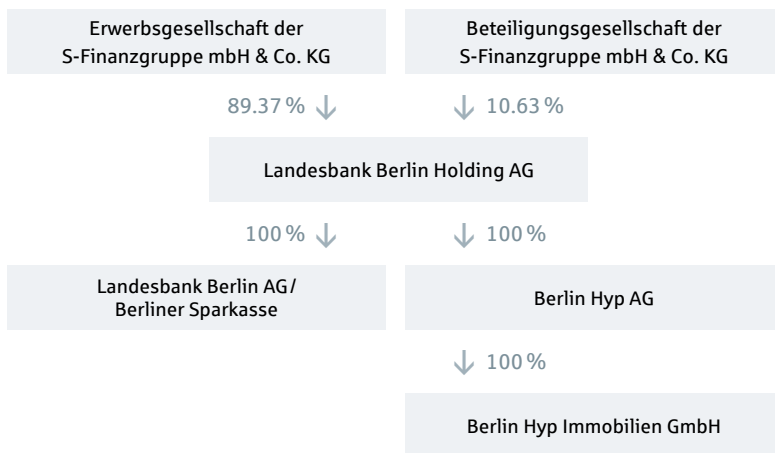 Erwerbsgesellschaft der
S-Finanzgruppe mbH & Co. KG
Beteiligungsgesellschaft der
S-Finanzgruppe mbH & Co. KG
89.37 %
10.63 %
Landesbank Berlin Holding AG
100 %
100 %
Landesbank Berlin AG/
Berliner Sparkasse
Berlin Hyp AG
100 %
Berlin Hyp Immobilien GmbH